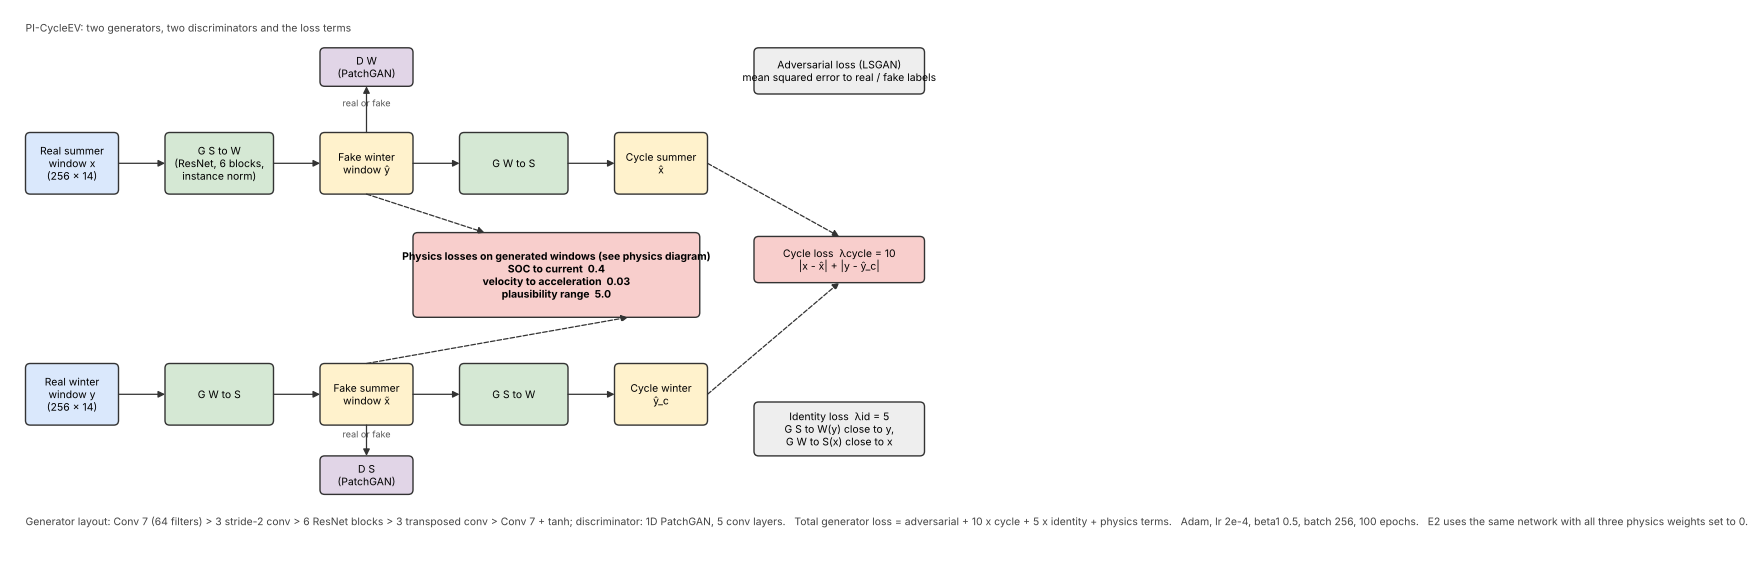 PI-CycleEV: two generators, two discriminators and the loss terms
D W
(PatchGAN)
Adversarial loss (LSGAN)
mean squared error to real / fake labels
real or fake
Real summer
window x
(256 × 14)
G S to W
(ResNet, 6 blocks,
instance norm)
Fake winter
window ŷ
G W to S
Cycle summer
x̂
Physics losses on generated windows (see physics diagram)
SOC to current 0.4
velocity to acceleration 0.03
plausibility range 5.0
Cycle loss λcycle = 10
|x - x̂| + |y - ŷ_c|
Real winter
window y
(256 × 14)
G W to S
Fake summer
window x̂
G S to W
Cycle winter
ŷ_c
Identity loss λid = 5
G S to W(y) close to y,
G W to S(x) close to x
real or fake
D S
(PatchGAN)
Generator layout: Conv 7 (64 filters) > 3 stride-2 conv > 6 ResNet blocks > 3 transposed conv > Conv 7 + tanh; discriminator: 1D PatchGAN, 5 conv layers. Total generator loss = adversarial + 10 x cycle + 5 x identity + physics terms. Adam, lr 2e-4, beta1 0.5, batch 256, 100 epochs. E2 uses the same network with all three physics weights set to 0.